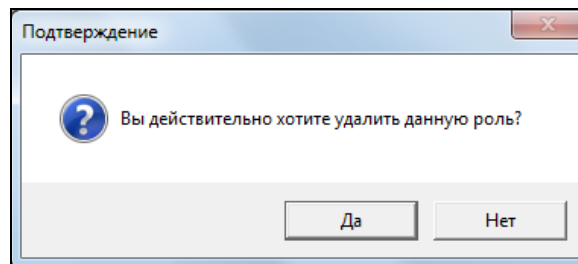 Подтверждение
Вы действительно хотите удалить данную роль?
Да
Нет